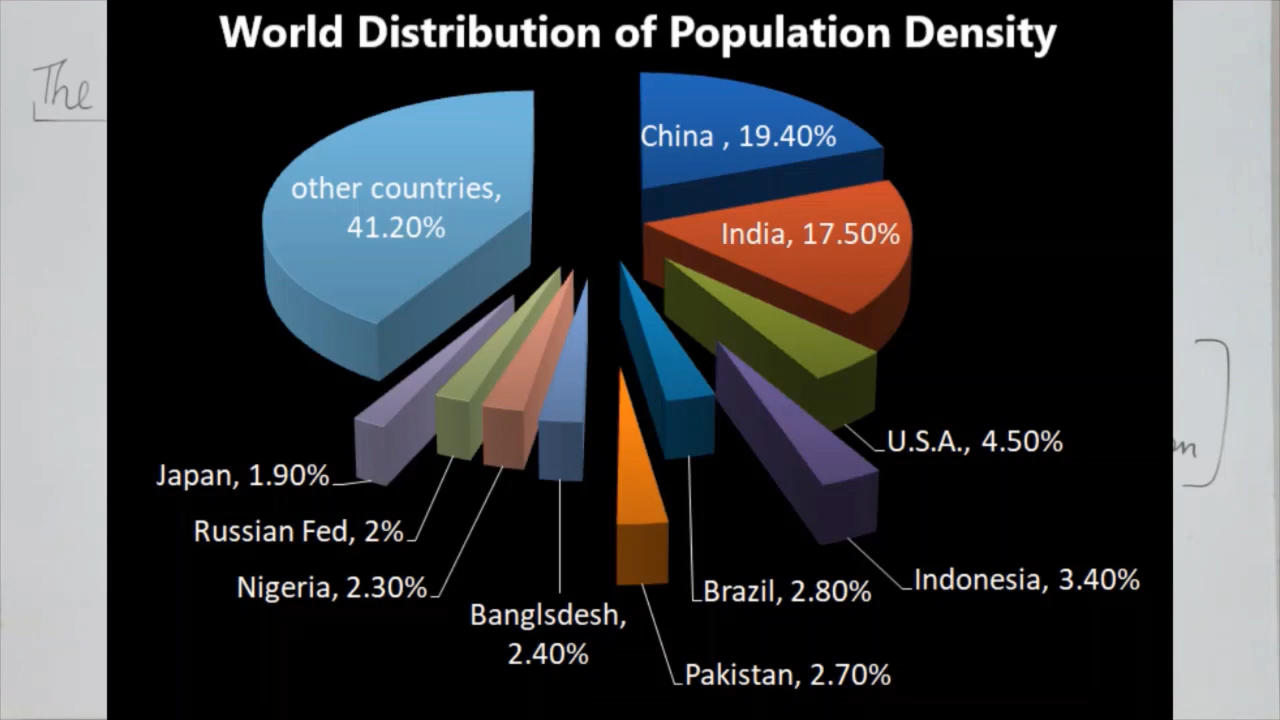 World Distribution of Population Density
The
China , 19.40%
other countries,
41.20%
India, 17.50%
U.S.A., 4.50%
Japan, 1.90%
Russian Fed, 2%
Nigeria, 2.30%
Indonesia, 3.40%
Brazil, 2.80%
Banglsdesh,
2.40%
Pakistan, 2.70%